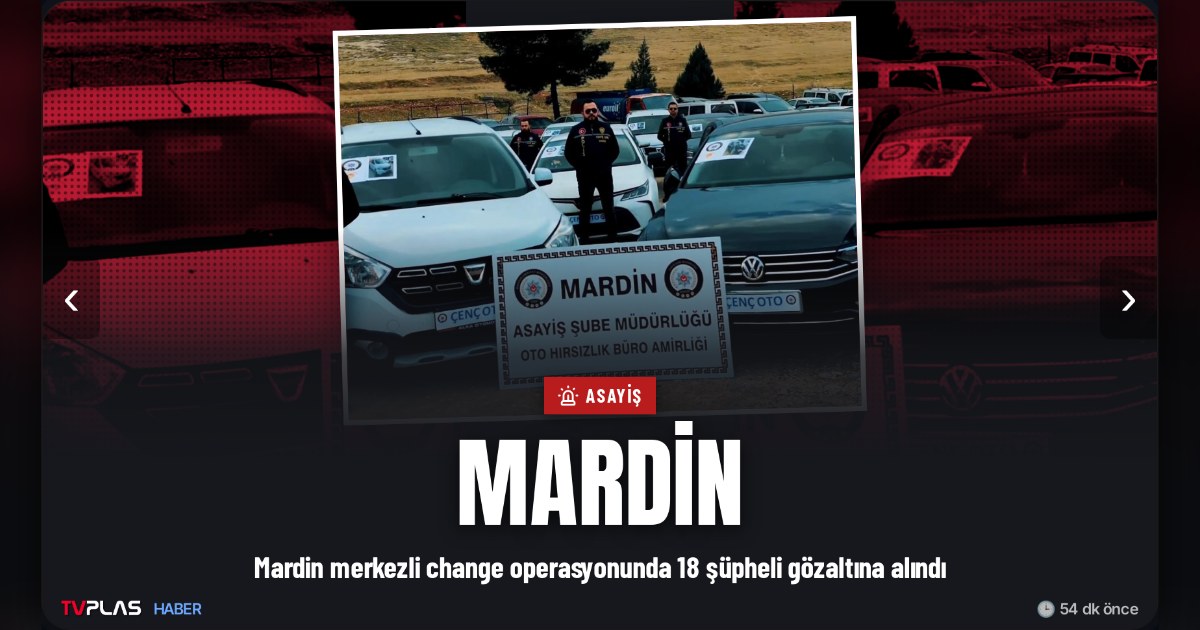 euroil
MARDİN
ASAYİŞ ŞUBE MÜDÜRLÜĞÜ
OTO HIRSIZLIK BÜRO AMİRLİĞİ
ÇENÇ OTO
ÇENÇ OTO
ASAYİŞ
MARDİN
Mardin merkezli change operasyonunda 18 şüpheli gözaltına alındı
TVPLAS HABER
54 dk önce